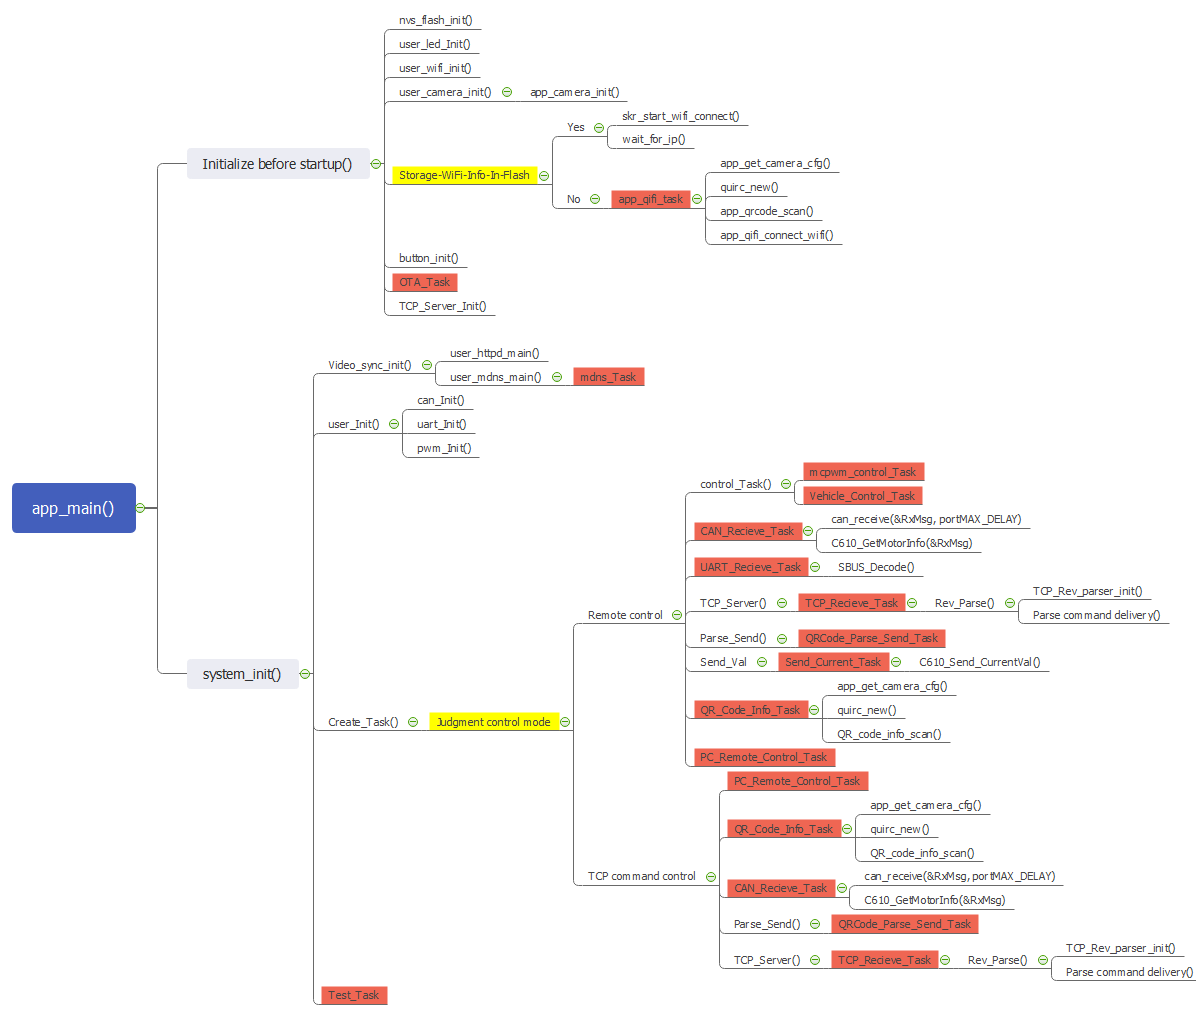 app_main()
Initialize before startup()
nvs_flash_init()
user_led_Init()
user_wifi_init()
user_camera_init()
app_camera_init()
Storage-WiFi-Info-In-Flash
Yes
skr_start_wifi_connect()
wait_for_ip()
No
app_qifi_task
app_get_camera_cfg()
quirc_new()
app_qrcode_scan()
app_qifi_connect_wifi()
button_init()
OTA_Task
TCP_Server_Init()
system_init()
Video_sync_init()
user_httpd_main()
user_mdns_main()
mdns_Task
user_Init()
can_Init()
uart_Init()
pwm_Init()
Create_Task()
Judgment control mode
Remote control
control_Task()
mcpwm_control_Task
Vehicle_Control_Task
CAN_Recieve_Task
can_receive(&RxMsg, portMAX_DELAY)
C610_GetMotorInfo(&RxMsg)
UART_Recieve_Task
SBUS_Decode()
TCP_Server()
TCP_Recieve_Task
Rev_Parse()
TCP_Rev_parser_init()
Parse command delivery()
Parse_Send()
QRCode_Parse_Send_Task
Send_Val
Send_Current_Task
C610_Send_CurrentVal()
QR_Code_Info_Task
app_get_camera_cfg()
quirc_new()
QR_code_info_scan()
PC_Remote_Control_Task
TCP command control
PC_Remote_Control_Task
QR_Code_Info_Task
app_get_camera_cfg()
quirc_new()
QR_code_info_scan()
CAN_Recieve_Task
can_receive(&RxMsg, portMAX_DELAY)
C610_GetMotorInfo(&RxMsg)
Parse_Send()
QRCode_Parse_Send_Task
TCP_Server()
TCP_Recieve_Task
Rev_Parse()
TCP_Rev_parser_init()
Parse command delivery()
Test_Task